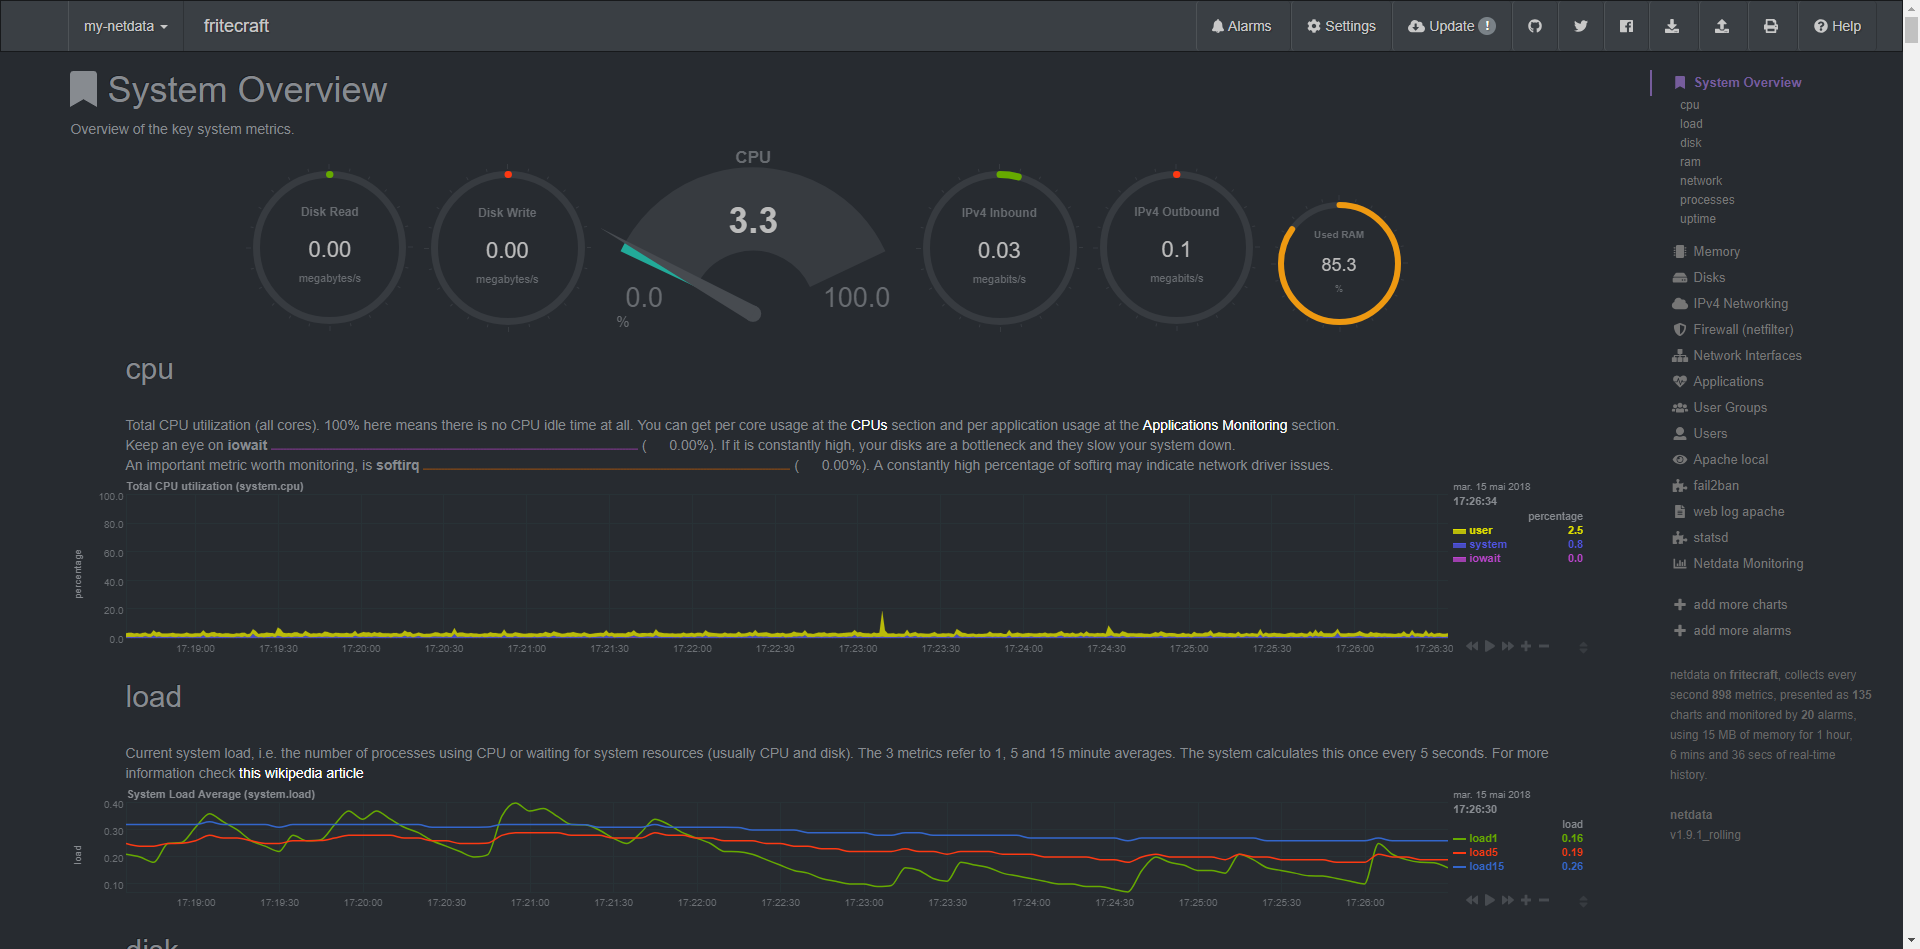 my-netdata
fritecraft
Alarms
Settings
Update !
Help
System Overview
Overview of the key system metrics.
Disk Read
0.00
megabytes/s
Disk Write
0.00
megabytes/s
CPU
3.3
0.0
100.0
%
IPv4 Inbound
0.03
megabits/s
IPv4 Outbound
0.1
megabits/s
Used RAM
85.3
%
cpu
Total CPU utilization (all cores). 100% here means there is no CPU idle time at all. You can get per core usage at the CPUs section and per application usage at the Applications Monitoring section.
Keep an eye on iowait ( 0.00%). If it is constantly high, your disks are a bottleneck and they slow your system down.
An important metric worth monitoring, is softirq ( 0.00%). A constantly high percentage of softirq may indicate network driver issues.
Total CPU utilization (system.cpu)
percentage
100.0
80.0
60.0
40.0
20.0
0.0
17:19:00 17:19:30 17:20:00 17:20:30 17:21:00 17:21:30 17:22:00 17:22:30 17:23:00 17:23:30 17:24:00 17:24:30 17:25:00 17:25:30 17:26:00 17:26:30
mar. 15 mai 2018
17:26:34
percentage
user 2.5
system 0.8
iowait 0.0
load
Current system load, i.e. the number of processes using CPU or waiting for system resources (usually CPU and disk). The 3 metrics refer to 1, 5 and 15 minute averages. The system calculates this once every 5 seconds. For more
information check this wikipedia article
System Load Average (system.load)
load
0.40
0.30
0.20
0.10
17:19:00 17:19:30 17:20:00 17:20:30 17:21:00 17:21:30 17:22:00 17:22:30 17:23:00 17:23:30 17:24:00 17:24:30 17:25:00 17:25:30 17:26:00
mar. 15 mai 2018
17:26:30
load
load1 0.16
load5 0.19
load15 0.26
disk
System Overview
cpu
load
disk
ram
network
processes
uptime
Memory
Disks
IPv4 Networking
Firewall (netfilter)
Network Interfaces
Applications
User Groups
Users
Apache local
fail2ban
web log apache
statsd
Netdata Monitoring
add more charts
add more alarms
netdata on fritecraft, collects every
second 898 metrics, presented as 135
charts and monitored by 20 alarms,
using 15 MB of memory for 1 hour,
6 mins and 36 secs of real-time
history.
netdata
v1.9.1_rolling